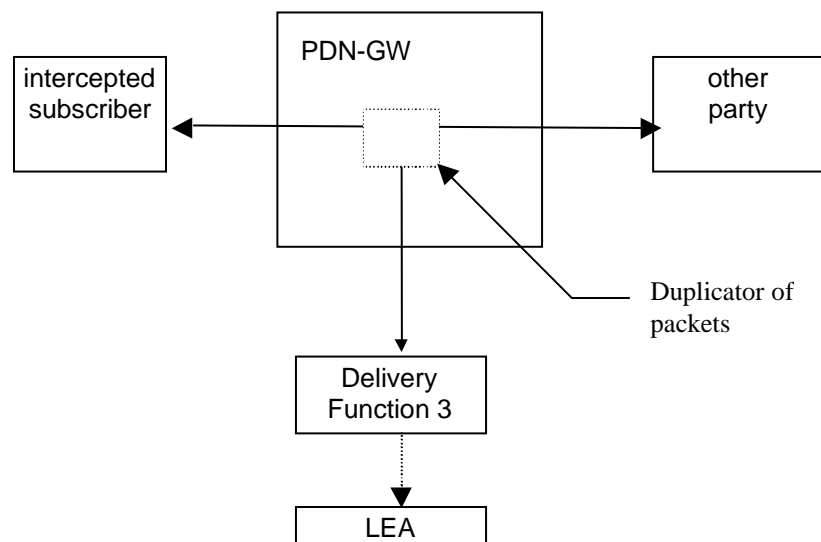 PDN-GW
intercepted
subscriber
other
party
Duplicator of
packets
Delivery
Function 3
LEA